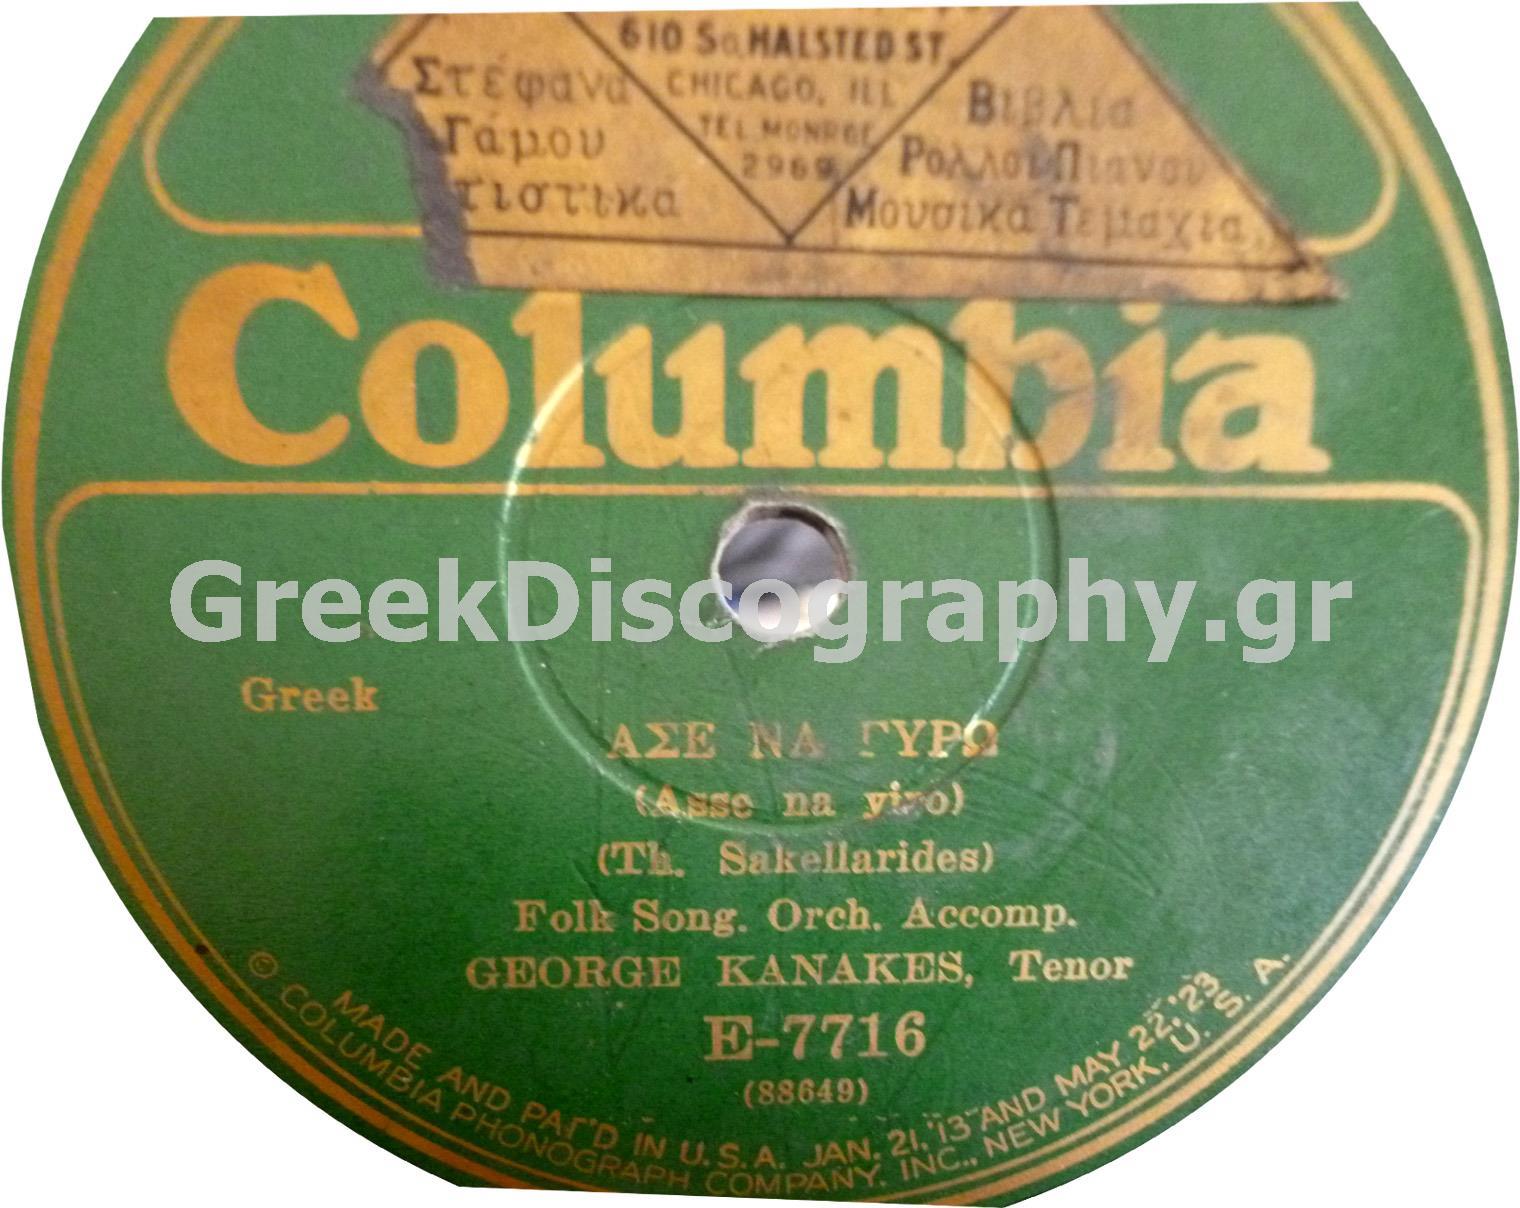 610 So. HALSTED ST.
CHICAGO, ILL
TEL. MONROE
2969
Στέφανα
Γάμου
τιστικά
Βιβλία
Ρολλοι Πιανου
Μουσικα Τεμαχια
Columbia
GreekDiscography.gr
Greek
ΑΣΕ ΝΑ ΓΥΡΩ
(Asse na yiro)
(Th. Sakellarides)
Folk Song. Orch. Accomp.
GEORGE KANAKES, Tenor
E-7716
(88649)
MADE AND PAT'D IN U.S.A. JAN. 21, '13 AND MAY 22, '23
© COLUMBIA PHONOGRAPH COMPANY, INC., NEW YORK, U. S. A.